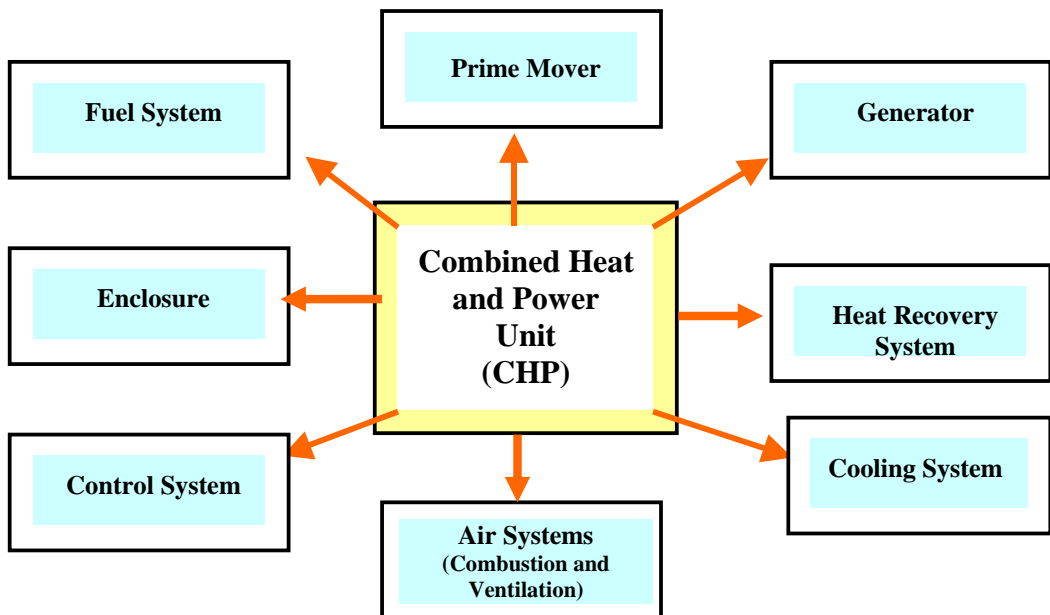 Prime Mover
Fuel System
Generator
Combined Heat
and Power
Unit
(CHP)
Enclosure
Heat Recovery
System
Control System
Cooling System
Air Systems
(Combustion and
Ventilation)